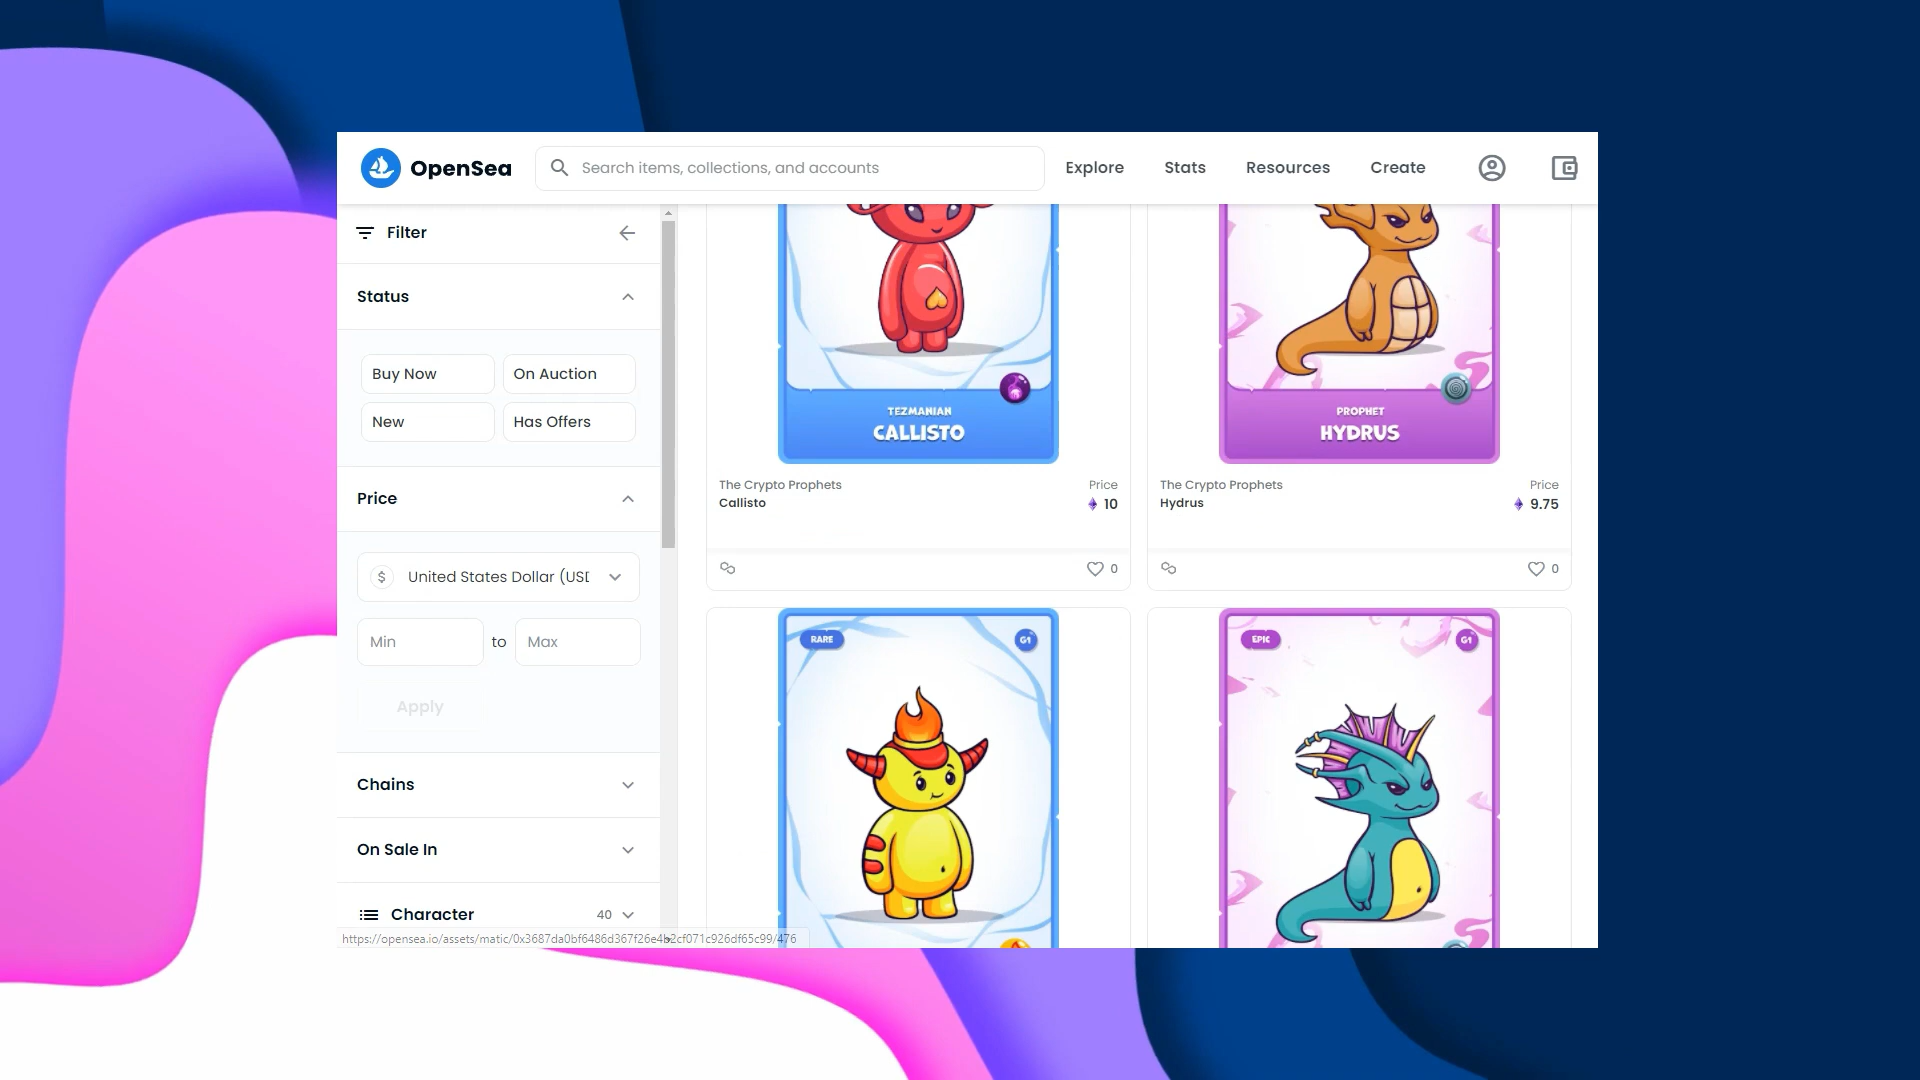 OpenSea
Search items, collections, and accounts
Explore
Stats
Resources
Create
Filter
Status
Buy Now
On Auction
New
Has Offers
Price
$ United States Dollar (USD
Min
to
Max
Apply
Chains
On Sale In
Character
40
https://opensea.io/assets/matic/0x3687da0bf6486d367f26e4b2cf071c926df65c99/476
TEZMANIAN
CALLISTO
The Crypto Prophets
Price
Callisto
10
0
PROPHET
HYDRUS
The Crypto Prophets
Price
Hydrus
9.75
0
RARE
G1
EPIC
G1